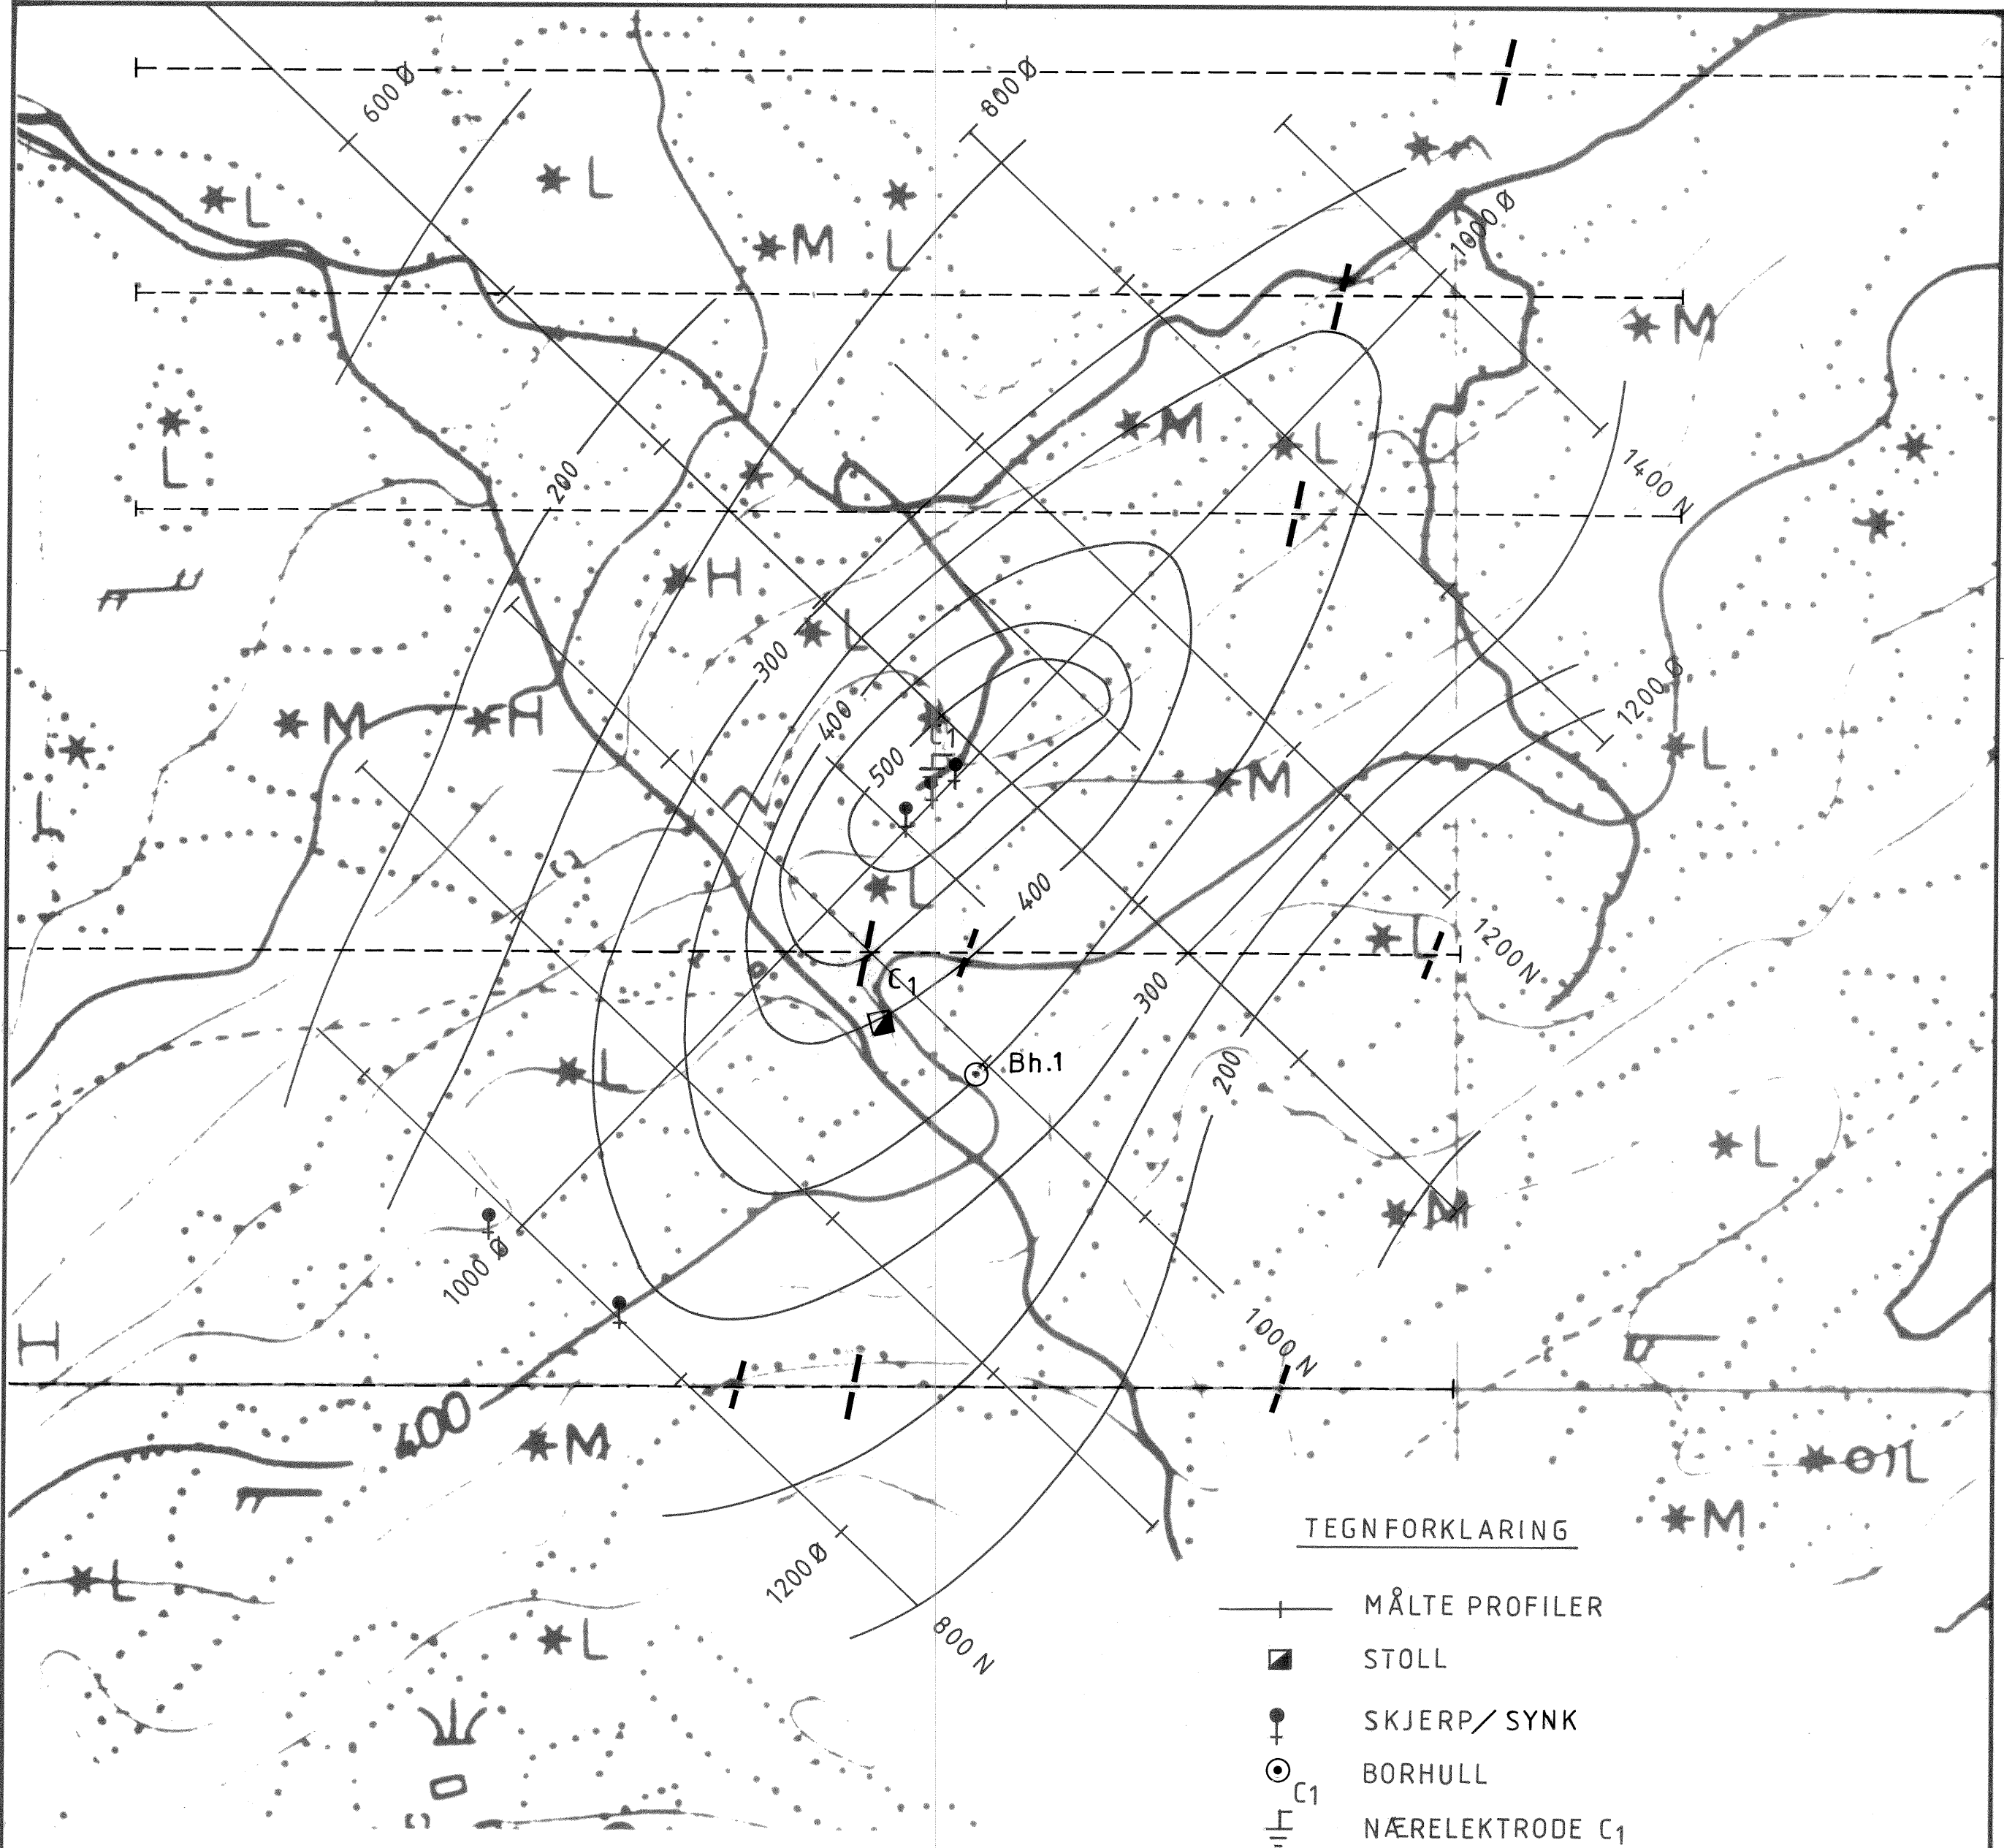 600 Ø
800 Ø
L
L
M
L
1000 Ø
M
M
L
L
200
1400 N
H
L
300
1200 Ø
M
H
400
500
M
L
L
L
400
L
1200 N
C1
300
Bh.1
L
200
L
M
1000 Ø
H
1000 N
400
M
L
M
TEGNFORKLARING
1200 Ø
L
MÅLTE PROFILER
800 N
L
STOLL
SKJERP/SYNK
BORHULL
C1
NÆRELEKTRODE C1